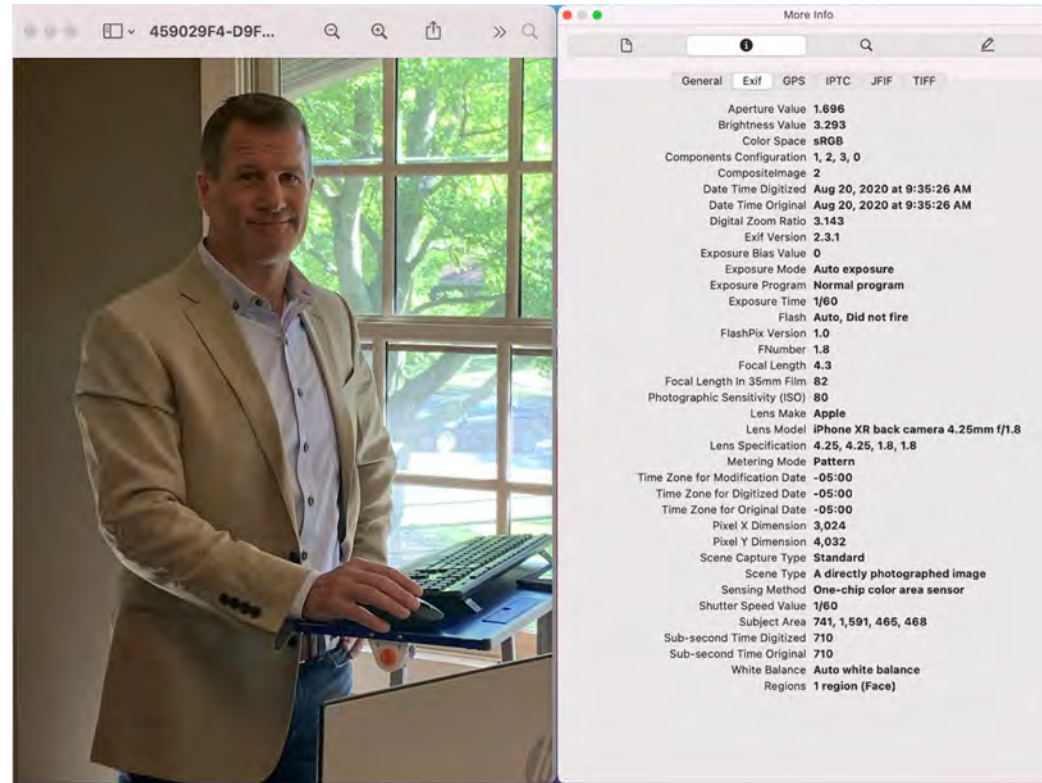 459029F4-D9F...
More Info
General Exif GPS IPTC JFIF TIFF
Aperture Value 1.696
Brightness Value 3.293
Color Space sRGB
Components Configuration 1, 2, 3, 0
CompositeImage 2
Date Time Digitized Aug 20, 2020 at 9:35:26 AM
Date Time Original Aug 20, 2020 at 9:35:26 AM
Digital Zoom Ratio 3.143
Exif Version 2.3.1
Exposure Bias Value 0
Exposure Mode Auto exposure
Exposure Program Normal program
Exposure Time 1/60
Flash Auto, Did not fire
FlashPix Version 1.0
FNumber 1.8
Focal Length 4.3
Focal Length In 35mm Film 82
Photographic Sensitivity (ISO) 80
Lens Make Apple
Lens Model iPhone XR back camera 4.25mm f/1.8
Lens Specification 4.25, 4.25, 1.8, 1.8
Metering Mode Pattern
Time Zone for Modification Date -05:00
Time Zone for Digitized Date -05:00
Time Zone for Original Date -05:00
Pixel X Dimension 3,024
Pixel Y Dimension 4,032
Scene Capture Type Standard
Scene Type A directly photographed image
Sensing Method One-chip color area sensor
Shutter Speed Value 1/60
Subject Area 741, 1,591, 465, 468
Sub-second Time Digitized 710
Sub-second Time Original 710
White Balance Auto white balance
Regions 1 region (Face)
hp